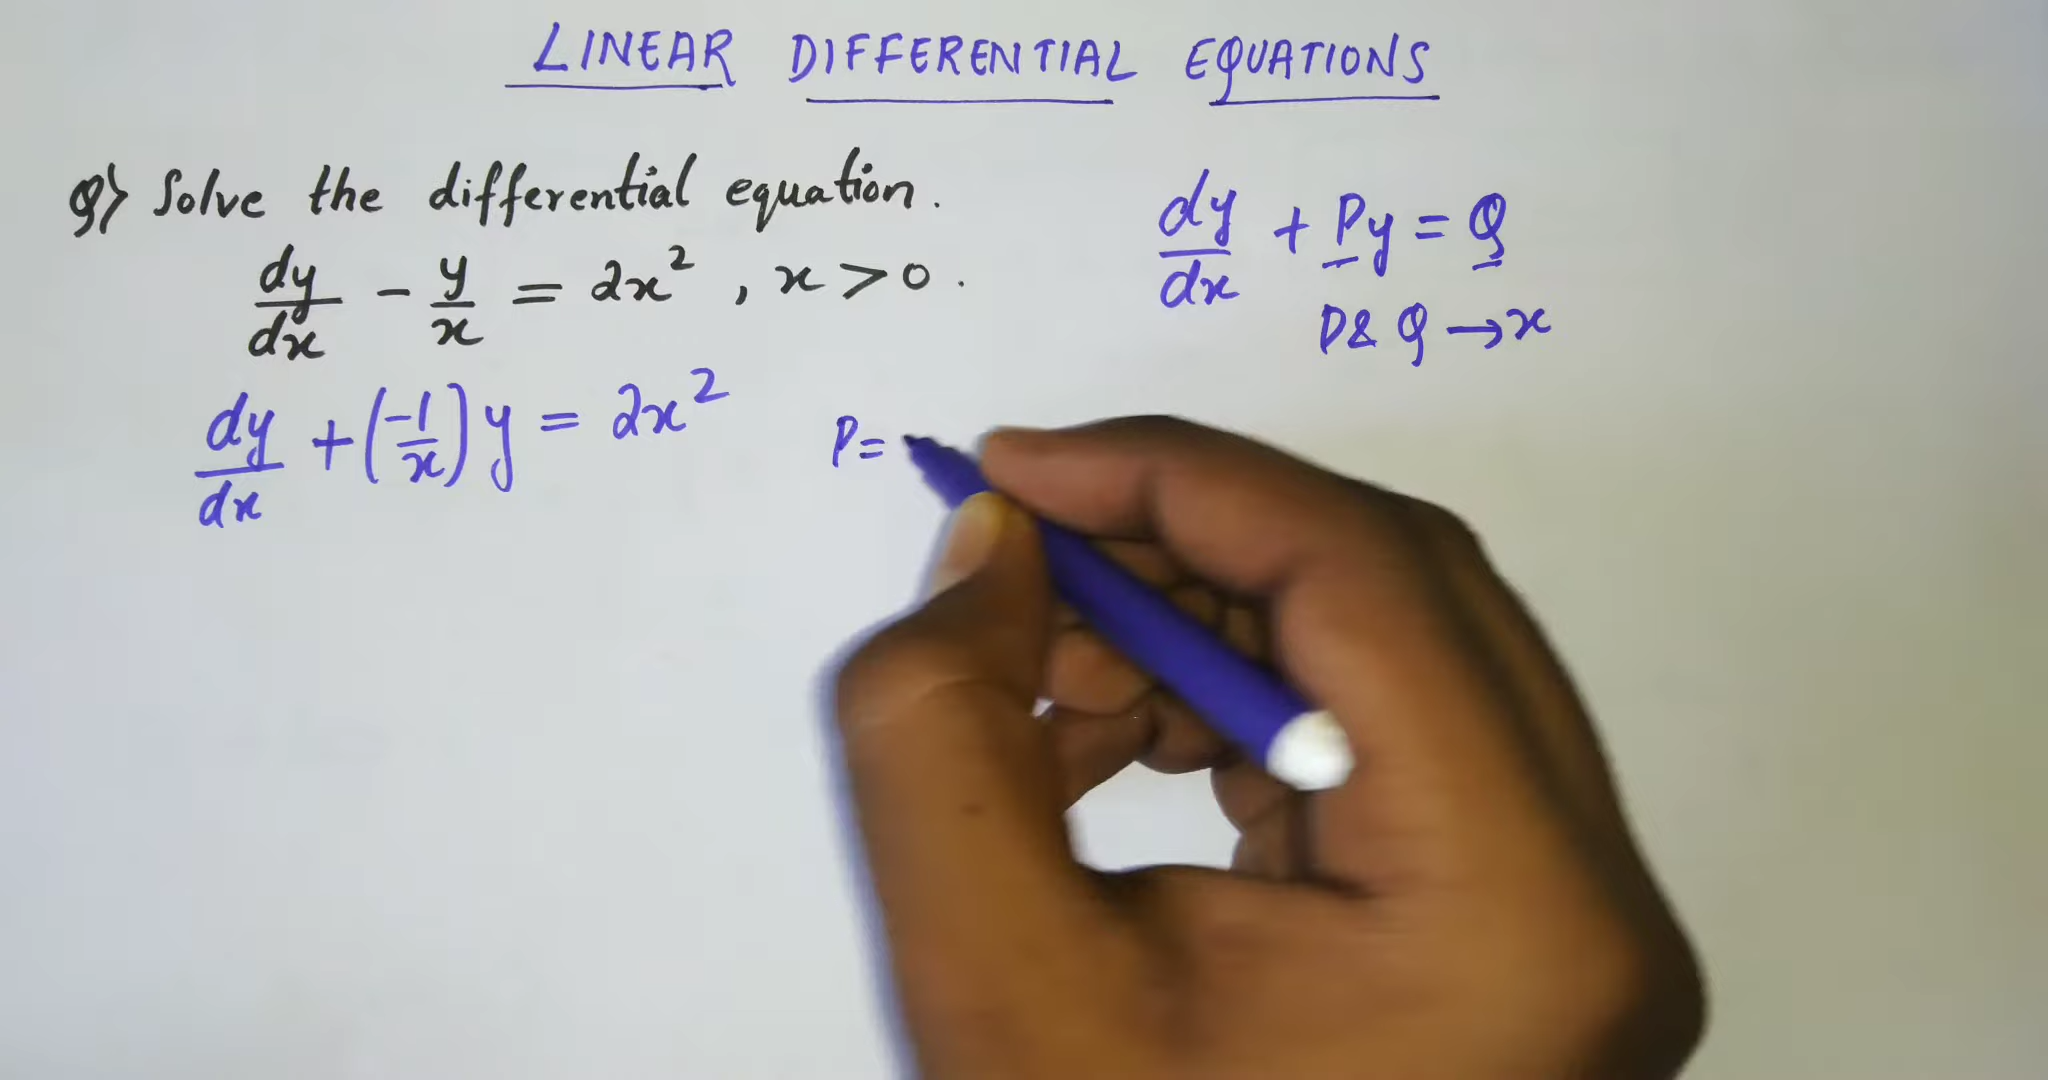 LINEAR DIFFERENTIAL EQUATIONS
Q) Solve the differential equation.
dy/dx - y/x = 2x², x > 0.
dy/dx + Py = Q
P & Q → x
dy/dx + (-1/x) y = 2x²
P =